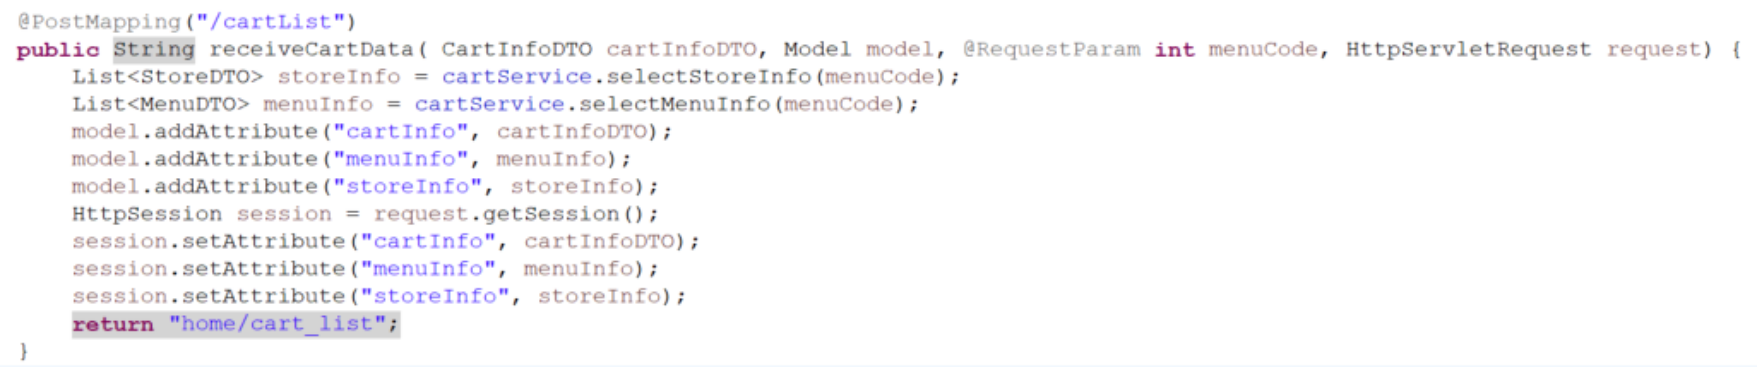 @PostMapping("/cartList")
public String receiveCartData( CartInfoDTO cartInfoDTO, Model model, @RequestParam int menuCode, HttpServletRequest request) {
    List<StoreDTO> storeInfo = cartService.selectStoreInfo(menuCode);
    List<MenuDTO> menuInfo = cartService.selectMenuInfo(menuCode);
    model.addAttribute("cartInfo", cartInfoDTO);
    model.addAttribute("menuInfo", menuInfo);
    model.addAttribute("storeInfo", storeInfo);
    HttpSession session = request.getSession();
    session.setAttribute("cartInfo", cartInfoDTO);
    session.setAttribute("menuInfo", menuInfo);
    session.setAttribute("storeInfo", storeInfo);
    return "home/cart_list";
}